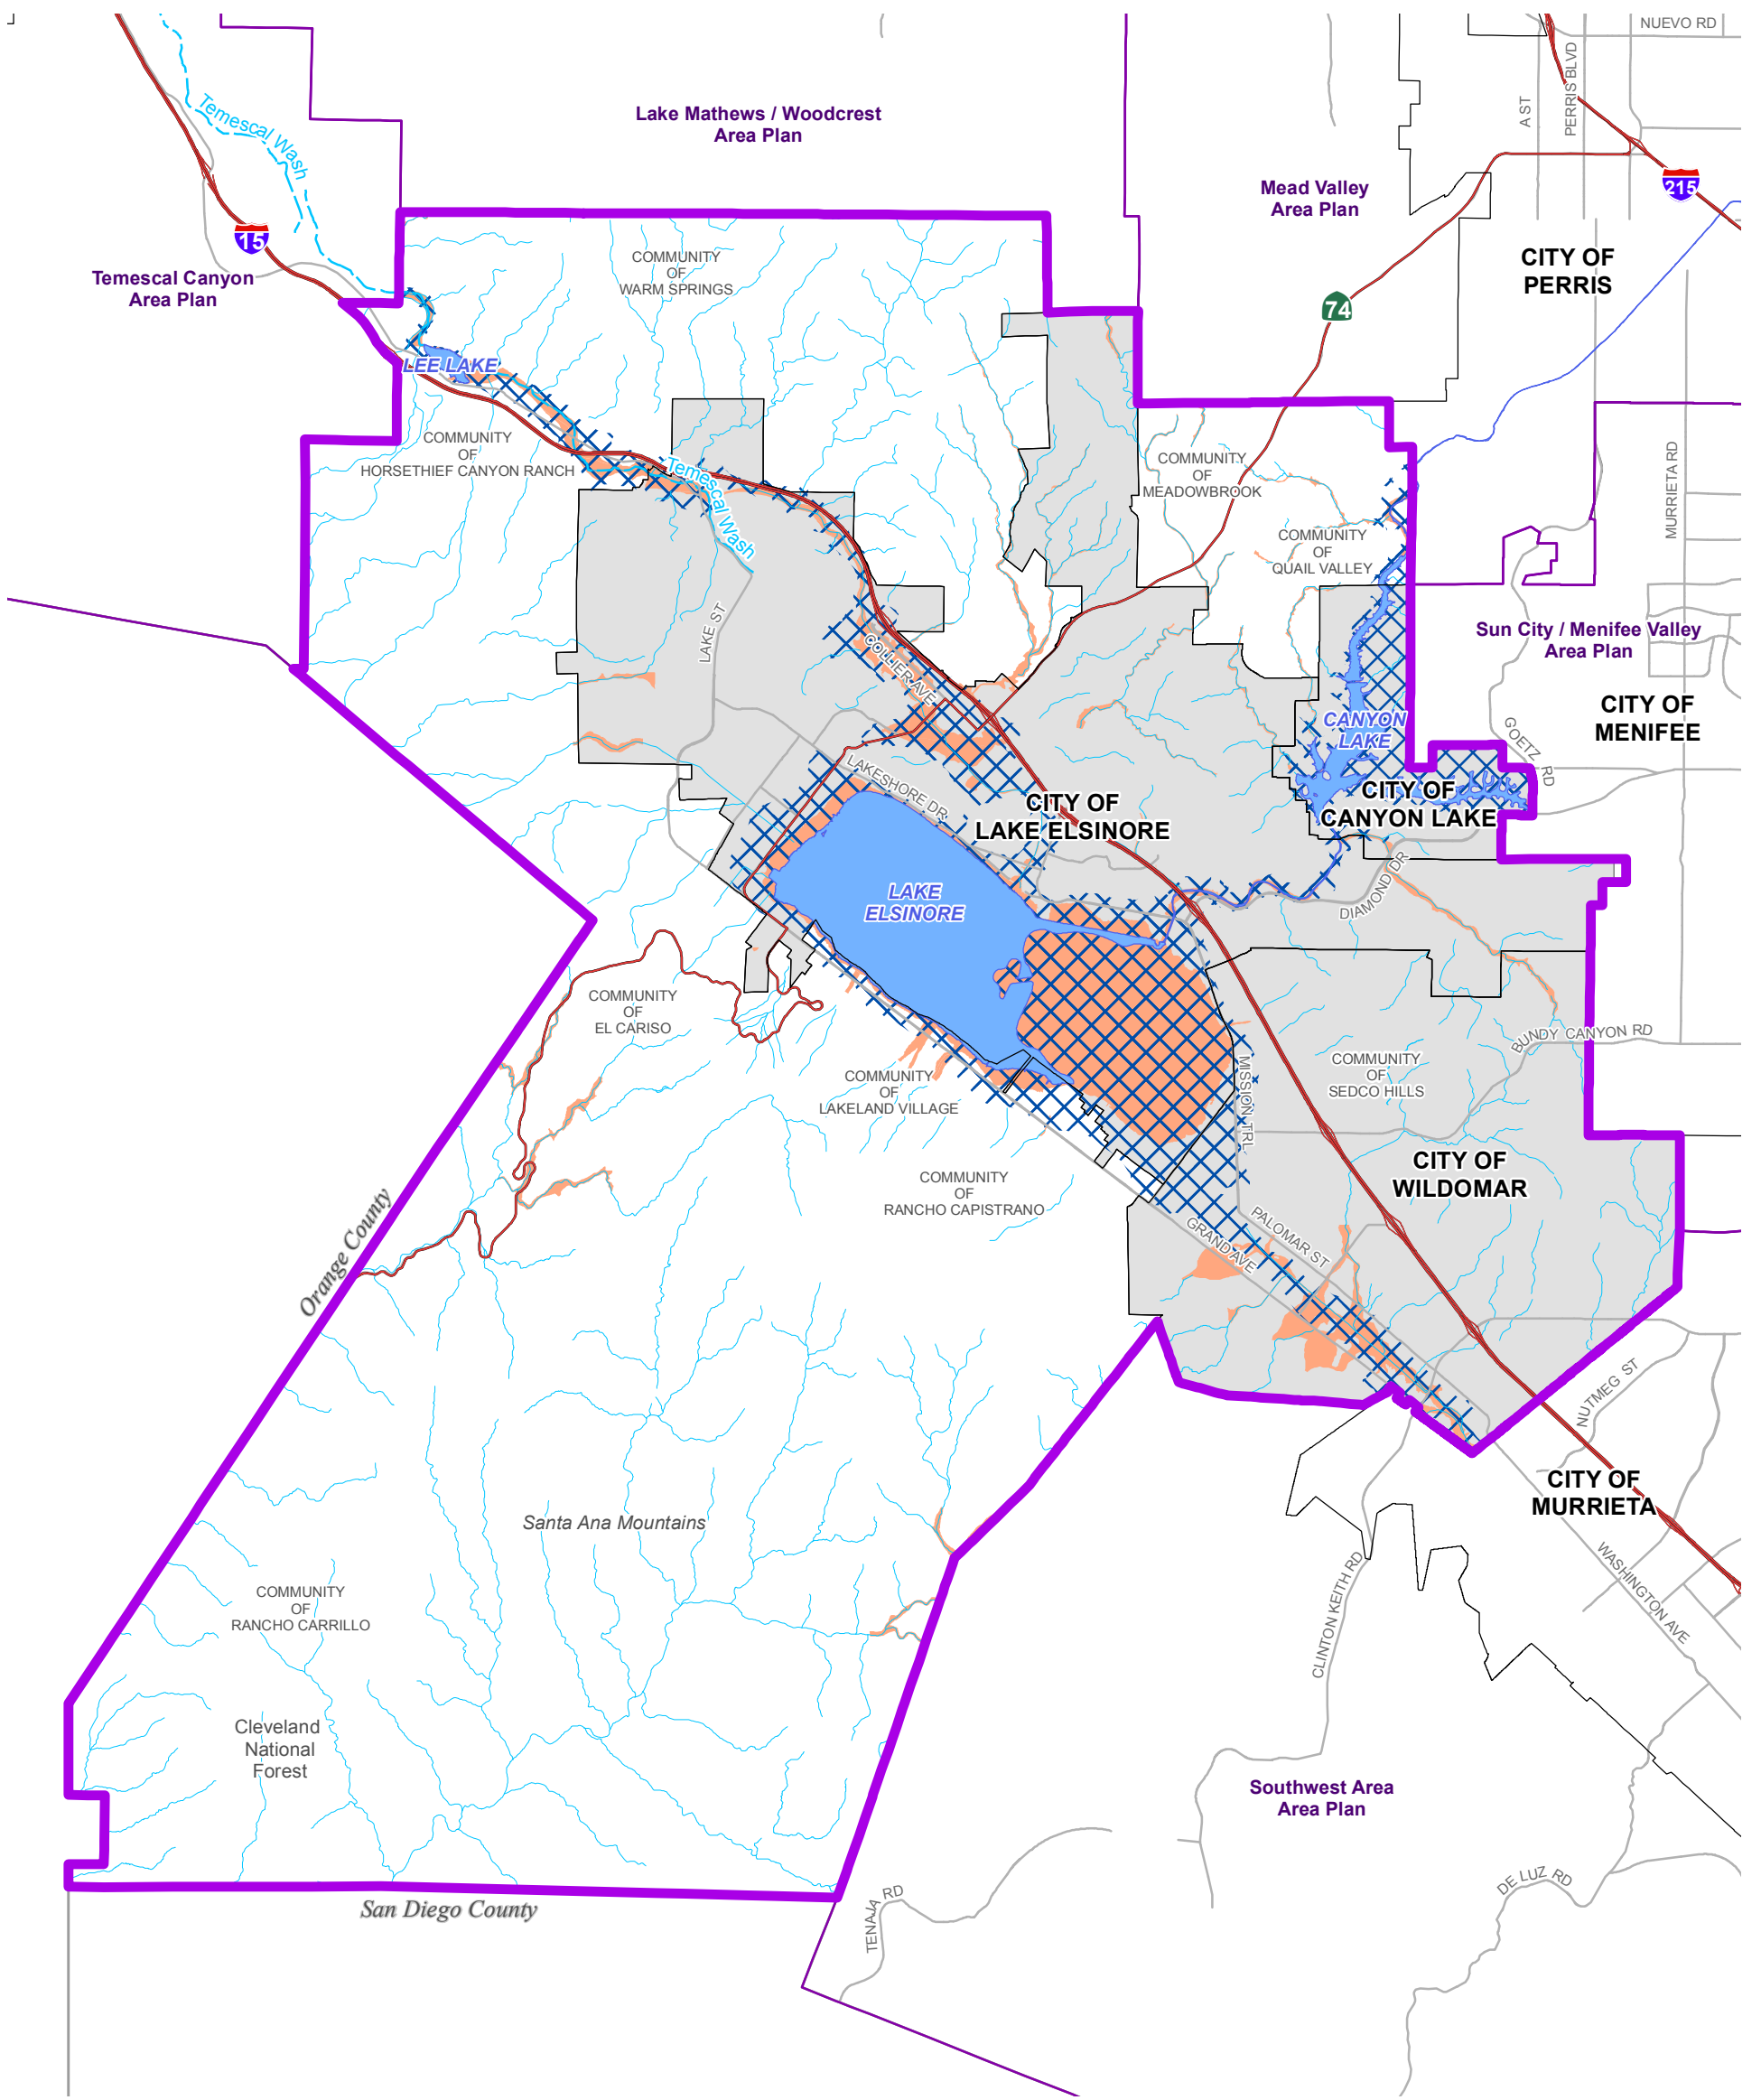 NUEVO RD
PERRIS BLVD
A ST
Temescal Wash
Lake Mathews / Woodcrest
Area Plan
Mead Valley
Area Plan
215
15
CITY OF
PERRIS
Temescal Canyon
Area Plan
COMMUNITY
OF
WARM SPRINGS
74
LEE LAKE
COMMUNITY
OF
HORSETHIEF CANYON RANCH
Temescal Wash
COMMUNITY
OF
MEADOWBROOK
MURRIETA RD
COMMUNITY
OF
QUAIL VALLEY
LAKE ST
COLLIER AVE
Sun City / Menifee Valley
Area Plan
CITY OF
MENIFEE
CANYON
LAKE
GOETZ RD
LAKESHORE DR
CITY OF
LAKE ELSINORE
CITY OF
CANYON LAKE
DIAMOND DR
LAKE
ELSINORE
COMMUNITY
OF
EL CARISO
BUNDY CANYON RD
COMMUNITY
OF
SEDCO HILLS
COMMUNITY
OF
LAKELAND VILLAGE
MISSION TRL
CITY OF
WILDOMAR
COMMUNITY
OF
RANCHO CAPISTRANO
Orange County
PALOMAR ST
GRAND AVE
NUTMEG ST
CITY OF
MURRIETA
Santa Ana Mountains
WASHINGTON AVE
CLINTON KEITH RD
COMMUNITY
OF
RANCHO CARRILLO
Cleveland
National
Forest
Southwest Area
Area Plan
San Diego County
TENAJA RD
DE LUZ RD